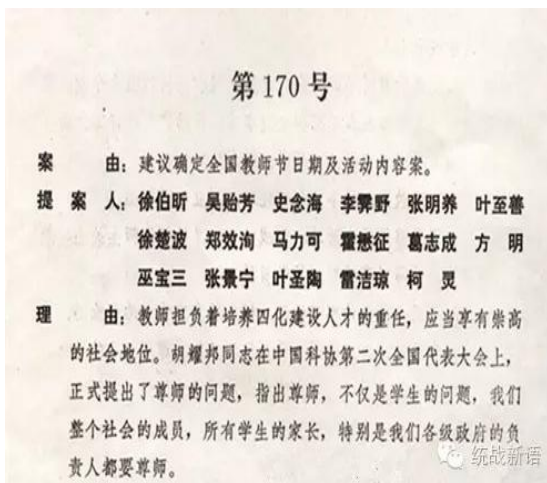 第170号
案 由：建议确定全国教师节日期及活动内容案。
提 案 人：徐伯昕 吴贻芳 史念海 李霁野 张明养 叶至善
徐楚波 郑效洵 马力可 霍懋征 葛志成 方 明
巫宝三 张景宁 叶圣陶 雷洁琼 柯 灵
理 由：教师担负着培养四化建设人才的重任，应当享有崇高
的社会地位。胡耀邦同志在中国科协第二次全国代表大会上，
正式提出了尊师的问题，指出尊师，不仅是学生的问题，我们
整个社会的成员，所有学生的家长，特别是我们各级政府的负
责人都要尊师。
统战新语